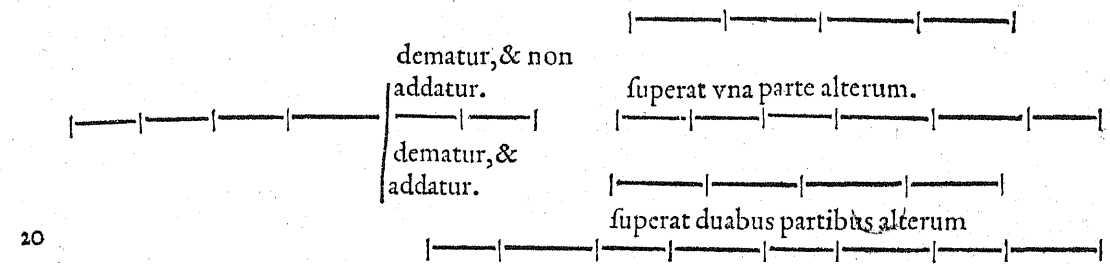 dematur, & non
addatur.
ſuperat vna parte alterum.
dematur, &
addatur.
ſuperat duabus partibus alterum
20